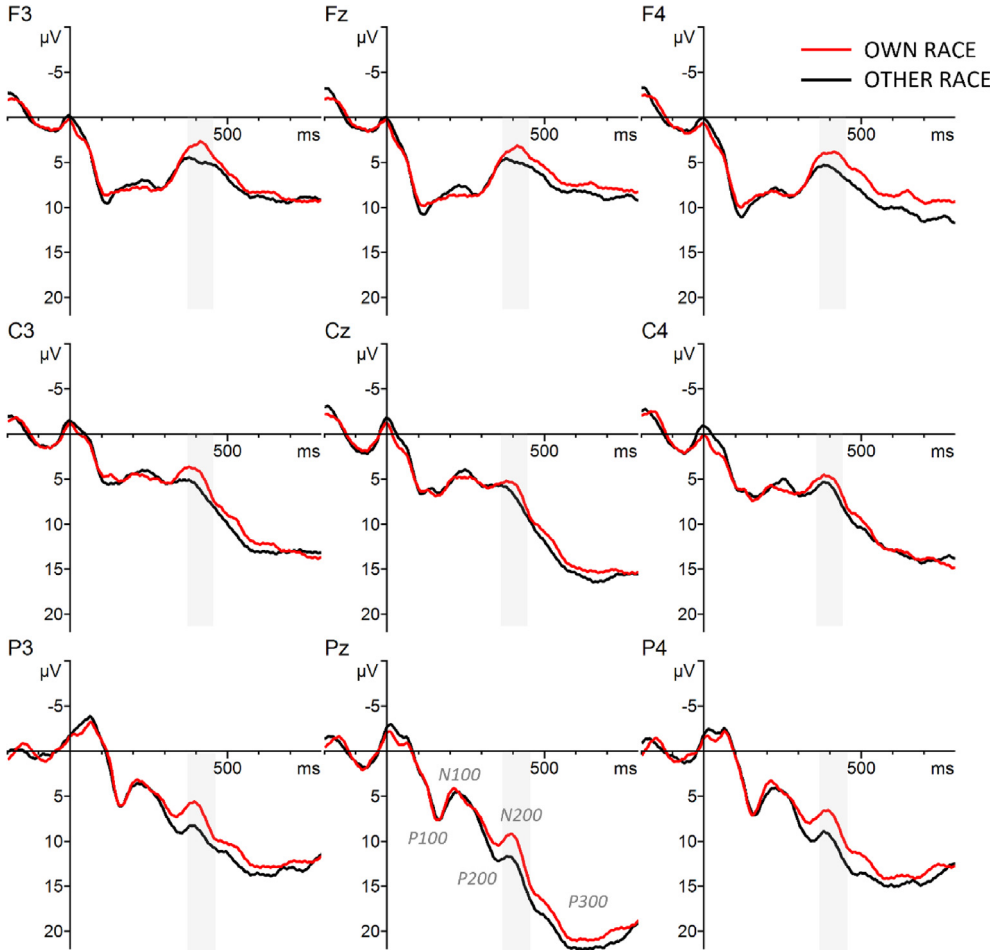 F3 Fz F4
µV µV µV
OWN RACE
OTHER RACE
-5 -5 -5
500 ms 500 ms 500 ms
5 5 5
10 10 10
15 15 15
20 20 20
C3 Cz C4
µV µV µV
-5 -5 -5
500 ms 500 ms 500 ms
5 5 5
10 10 10
15 15 15
20 20 20
P3 Pz P4
µV µV µV
-5 -5 -5
500 ms 500 ms 500 ms
5 N100 5 5
N200
P100
10 10 10
P200
15 15 15
P300
20 20 20